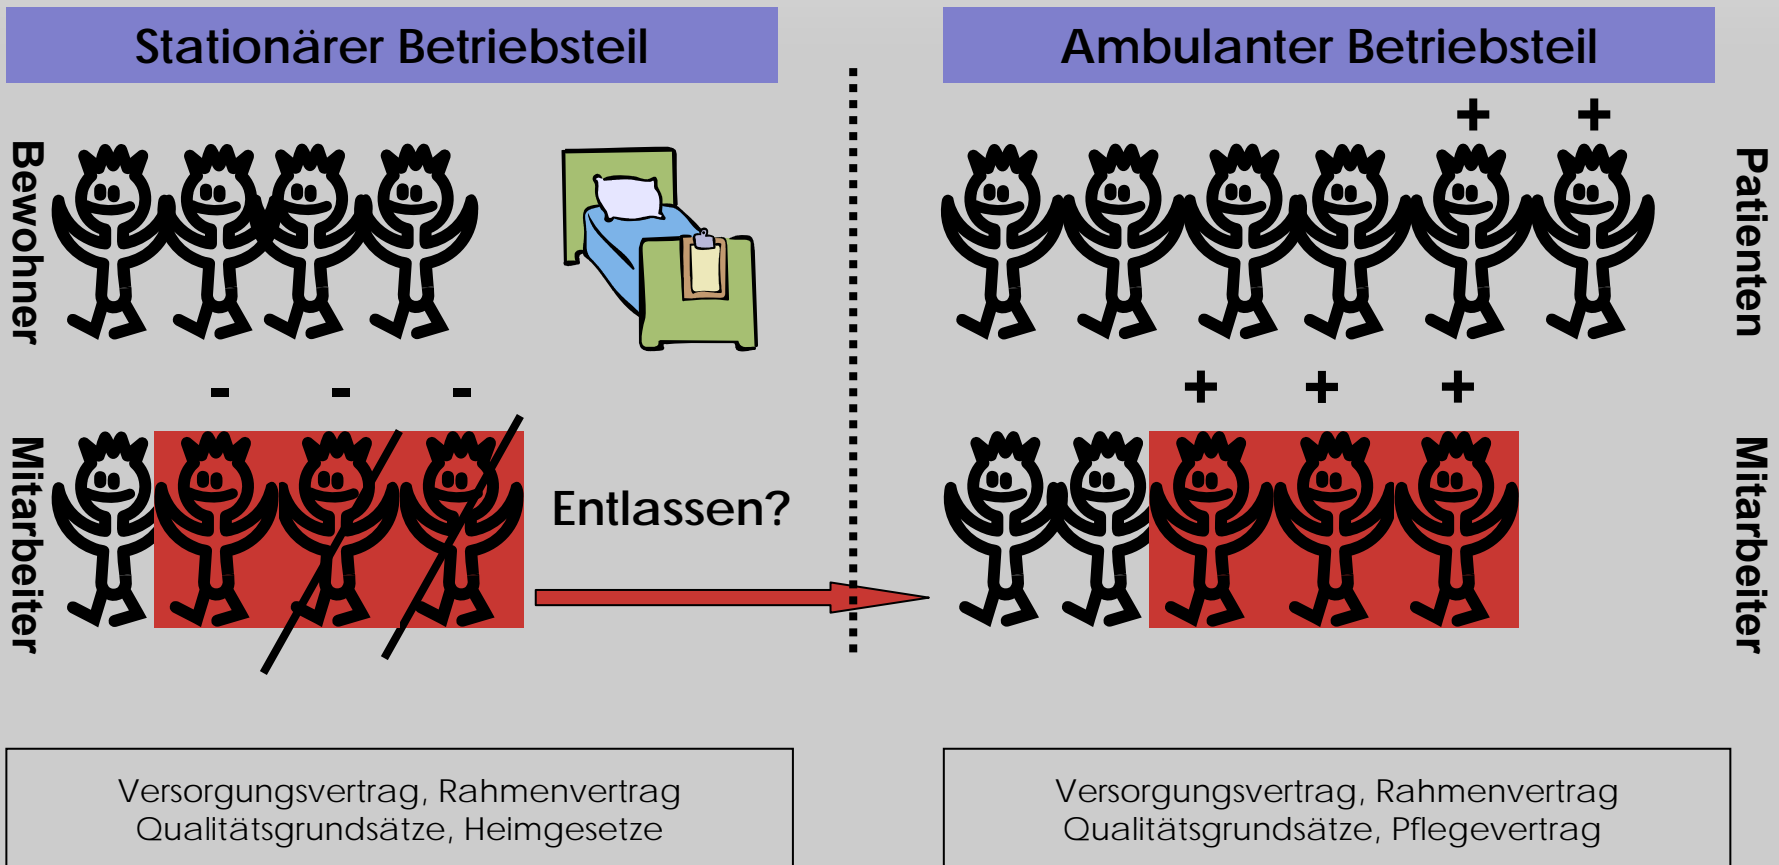 Stationärer Betriebsteil
Ambulanter Betriebsteil
+ +
Bewohner
Patienten
- - -
+ + +
Mitarbeiter
Entlassen?
Mitarbeiter
Versorgungsvertrag, Rahmenvertrag
Qualitätsgrundsätze, Heimgesetze
Versorgungsvertrag, Rahmenvertrag
Qualitätsgrundsätze, Pflegevertrag